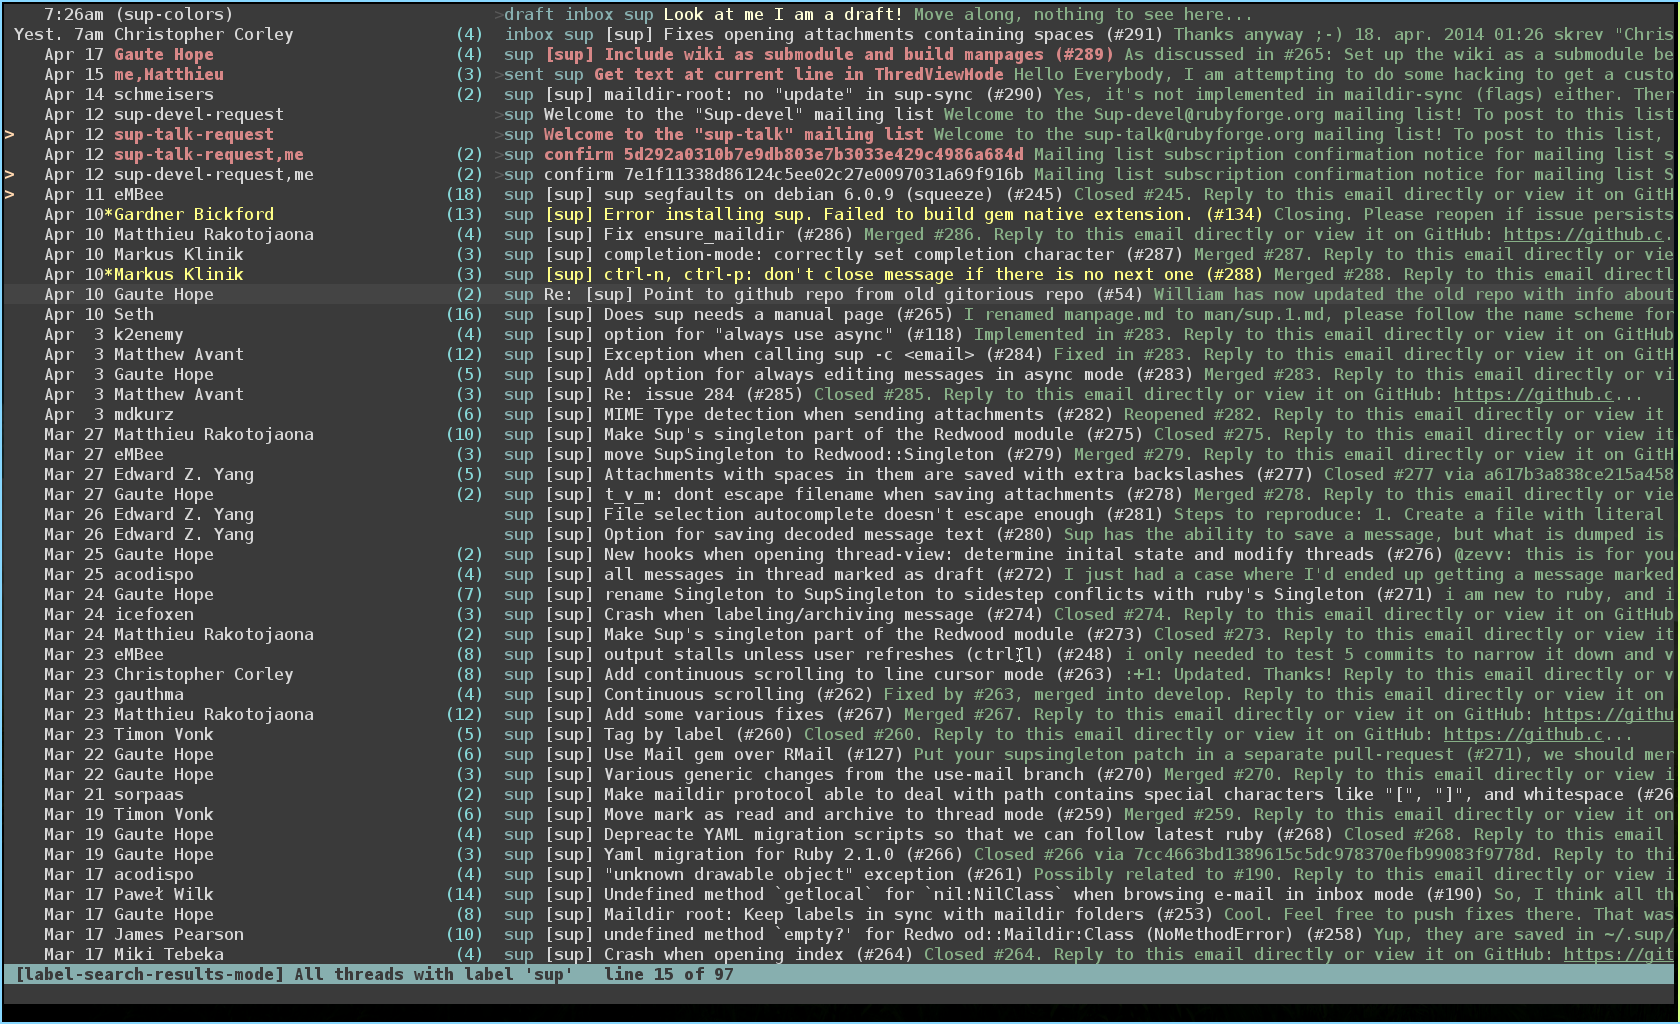 7:26am (sup-colors) >draft inbox sup Look at me I am a draft! Move along, nothing to see here...
Yest. 7am Christopher Corley (4) inbox sup [sup] Fixes opening attachments containing spaces (#291) Thanks anyway ;-) 18. apr. 2014 01:26 skrev "Chris
Apr 17 Gaute Hope (4) sup [sup] Include wiki as submodule and build manpages (#289) As discussed in #265: Set up the wiki as a submodule be
Apr 15 me,Matthieu (3) >sent sup Get text at current line in ThredViewMode Hello Everybody, I am attempting to do some hacking to get a custo
Apr 14 schmeisers (2) sup [sup] maildir-root: no "update" in sup-sync (#290) Yes, it's not implemented in maildir-sync (flags) either. Ther
Apr 12 sup-devel-request >sup Welcome to the "Sup-devel" mailing list Welcome to the Sup-devel@rubyforge.org mailing list! To post to this list
> Apr 12 sup-talk-request >sup Welcome to the "sup-talk" mailing list Welcome to the sup-talk@rubyforge.org mailing list! To post to this list,
Apr 12 sup-talk-request,me (2) >sup confirm 5d292a0310b7e9db803e7b3033e429c4986a684d Mailing list subscription confirmation notice for mailing list s
> Apr 12 sup-devel-request,me (2) >sup confirm 7e1f11338d86124c5ee02c27e0097031a69f916b Mailing list subscription confirmation notice for mailing list S
> Apr 11 eMBee (18) sup [sup] sup segfaults on debian 6.0.9 (squeeze) (#245) Closed #245. Reply to this email directly or view it on GitHub
Apr 10*Gardner Bickford (13) sup [sup] Error installing sup. Failed to build gem native extension. (#134) Closing. Please reopen if issue persists
Apr 10 Matthieu Rakotojaona (4) sup [sup] Fix ensure_maildir (#286) Merged #286. Reply to this email directly or view it on GitHub: https://github.c.
Apr 10 Markus Klinik (3) sup [sup] completion-mode: correctly set completion character (#287) Merged #287. Reply to this email directly or vie
Apr 10*Markus Klinik (3) sup [sup] ctrl-n, ctrl-p: don't close message if there is no next one (#288) Merged #288. Reply to this email directl
Apr 10 Gaute Hope (2) sup Re: [sup] Point to github repo from old gitorious repo (#54) William has now updated the old repo with info about
Apr 10 Seth (16) sup [sup] Does sup needs a manual page (#265) I renamed manpage.md to man/sup.1.md, please follow the name scheme for
Apr 3 k2enemy (4) sup [sup] option for "always use async" (#118) Implemented in #283. Reply to this email directly or view it on GitHub
Apr 3 Matthew Avant (12) sup [sup] Exception when calling sup -c <email> (#284) Fixed in #283. Reply to this email directly or view it on GitH
Apr 3 Gaute Hope (5) sup [sup] Add option for always editing messages in async mode (#283) Merged #283. Reply to this email directly or vi
Apr 3 Matthew Avant (3) sup [sup] Re: issue 284 (#285) Closed #285. Reply to this email directly or view it on GitHub: https://github.c...
Apr 3 mdkurz (6) sup [sup] MIME Type detection when sending attachments (#282) Reopened #282. Reply to this email directly or view it
Mar 27 Matthieu Rakotojaona (10) sup [sup] Make Sup's singleton part of the Redwood module (#275) Closed #275. Reply to this email directly or view it
Mar 27 eMBee (3) sup [sup] move SupSingleton to Redwood::Singleton (#279) Merged #279. Reply to this email directly or view it on GitH
Mar 27 Edward Z. Yang (5) sup [sup] Attachments with spaces in them are saved with extra backslashes (#277) Closed #277 via a617b3a838ce215a458
Mar 27 Gaute Hope (2) sup [sup] t_v_m: dont escape filename when saving attachments (#278) Merged #278. Reply to this email directly or vie
Mar 26 Edward Z. Yang sup [sup] File selection autocomplete doesn't escape enough (#281) Steps to reproduce: 1. Create a file with literal
Mar 26 Edward Z. Yang sup [sup] Option for saving decoded message text (#280) Sup has the ability to save a message, but what is dumped is
Mar 25 Gaute Hope (2) sup [sup] New hooks when opening thread-view: determine inital state and modify threads (#276) @zevv: this is for you
Mar 25 acodispo (4) sup [sup] all messages in thread marked as draft (#272) I just had a case where I'd ended up getting a message marked
Mar 24 Gaute Hope (7) sup [sup] rename Singleton to SupSingleton to sidestep conflicts with ruby's Singleton (#271) i am new to ruby, and i
Mar 24 icefoxen (3) sup [sup] Crash when labeling/archiving message (#274) Closed #274. Reply to this email directly or view it on GitHub
Mar 24 Matthieu Rakotojaona (2) sup [sup] Make Sup's singleton part of the Redwood module (#273) Closed #273. Reply to this email directly or view it
Mar 23 eMBee (8) sup [sup] output stalls unless user refreshes (ctrl-l) (#248) i only needed to test 5 commits to narrow it down and v
Mar 23 Christopher Corley (8) sup [sup] Add continuous scrolling to line cursor mode (#263) :+1: Updated. Thanks! Reply to this email directly or v
Mar 23 gauthma (4) sup [sup] Continuous scrolling (#262) Fixed by #263, merged into develop. Reply to this email directly or view it on
Mar 23 Matthieu Rakotojaona (12) sup [sup] Add some various fixes (#267) Merged #267. Reply to this email directly or view it on GitHub: https://githu
Mar 23 Timon Vonk (5) sup [sup] Tag by label (#260) Closed #260. Reply to this email directly or view it on GitHub: https://github.c...
Mar 22 Gaute Hope (6) sup [sup] Use Mail gem over RMail (#127) Put your supsingleton patch in a separate pull-request (#271), we should mer
Mar 22 Gaute Hope (3) sup [sup] Various generic changes from the use-mail branch (#270) Merged #270. Reply to this email directly or view i
Mar 21 sorpaas (2) sup [sup] Make maildir protocol able to deal with path contains special characters like "[", "]", and whitespace (#26
Mar 19 Timon Vonk (6) sup [sup] Move mark as read and archive to thread mode (#259) Merged #259. Reply to this email directly or view it on
Mar 19 Gaute Hope (4) sup [sup] Depreacte YAML migration scripts so that we can follow latest ruby (#268) Closed #268. Reply to this email
Mar 19 Gaute Hope (3) sup [sup] Yaml migration for Ruby 2.1.0 (#266) Closed #266 via 7cc4663bd1389615c5dc978370efb99083f9778d. Reply to thi
Mar 17 acodispo (4) sup [sup] "unknown drawable object" exception (#261) Possibly related to #190. Reply to this email directly or view i
Mar 17 Paweł Wilk (14) sup [sup] Undefined method `getlocal` for `nil:NilClass` when browsing e-mail in inbox mode (#190) So, I think all th
Mar 17 Gaute Hope (8) sup [sup] Maildir root: Keep labels in sync with maildir folders (#253) Cool. Feel free to push fixes there. That was
Mar 17 James Pearson (10) sup [sup] undefined method `empty?' for Redwo od::Maildir:Class (NoMethodError) (#258) Yup, they are saved in ~/.sup/
Mar 17 Miki Tebeka (4) sup [sup] Crash when opening index (#264) Closed #264. Reply to this email directly or view it on GitHub: https://git
[label-search-results-mode] All threads with label 'sup' line 15 of 97